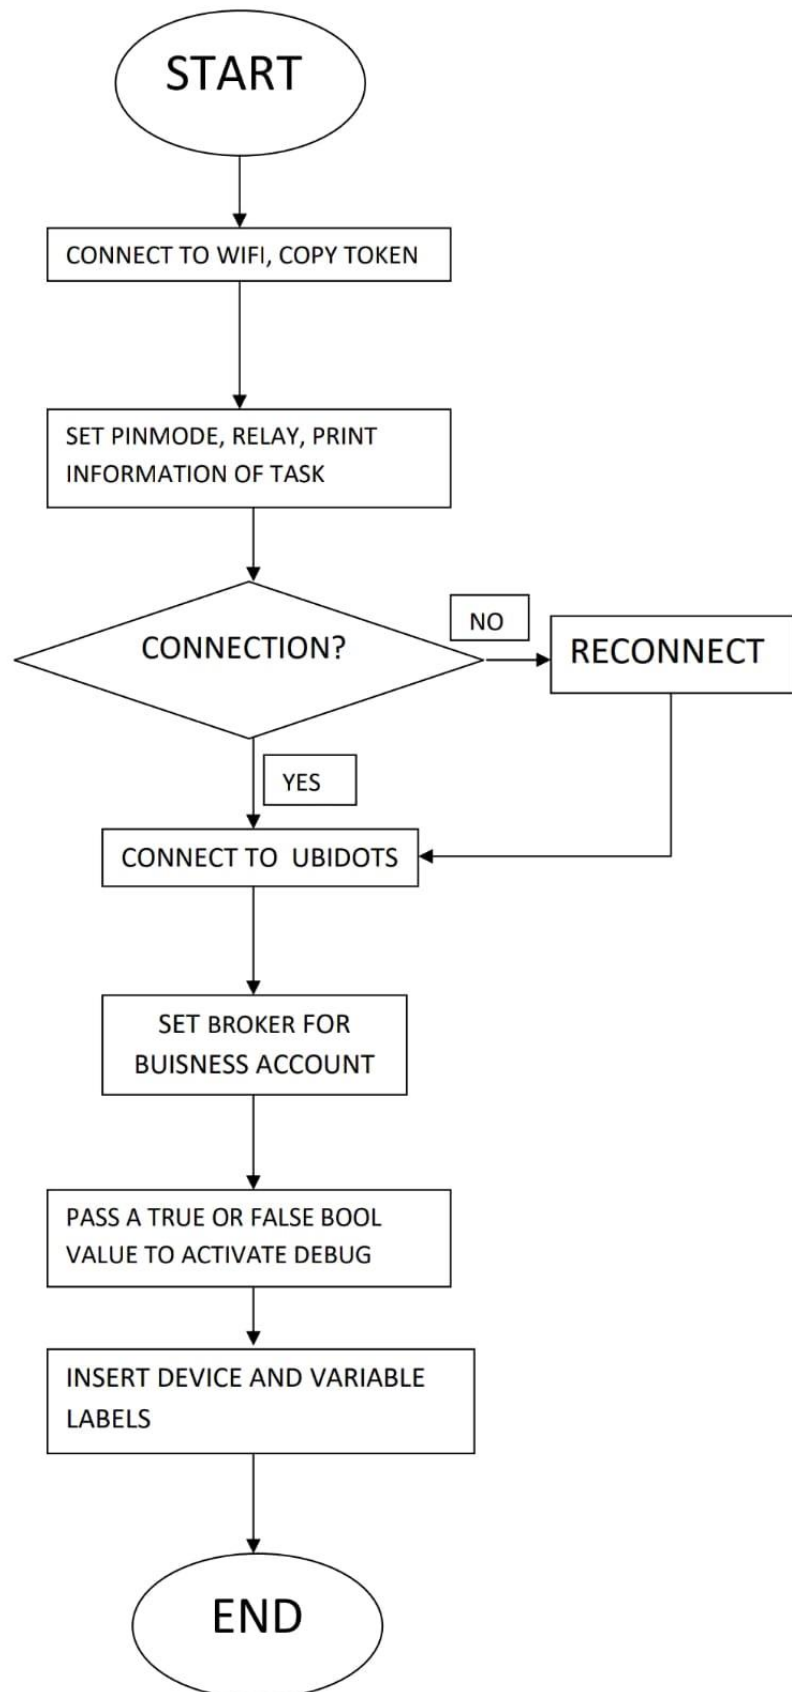 START
CONNECT TO WIFI, COPY TOKEN
SET PINMODE, RELAY, PRINT
INFORMATION OF TASK
CONNECTION?
NO
RECONNECT
YES
CONNECT TO UBIDOTS
SET BROKER FOR
BUISNESS ACCOUNT
PASS A TRUE OR FALSE BOOL
VALUE TO ACTIVATE DEBUG
INSERT DEVICE AND VARIABLE
LABELS
END